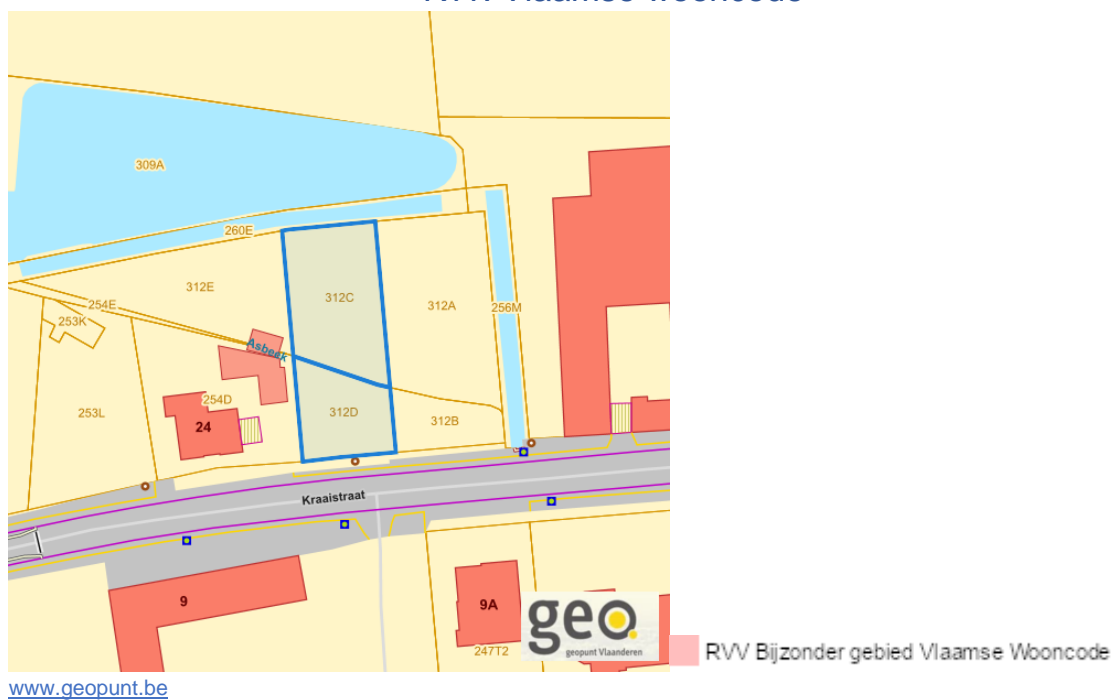 RVV Vlaamse wooncode
309A
260E
312E
312C
312A
256M
254E
253K
Asbeek
254D
253L
24
312D
312B
Kraaistraat
9
9A
247T2
geo
geopunt Vlaanderen
RVV Bijzonder gebied Vlaamse Wooncode
www.geopunt.be